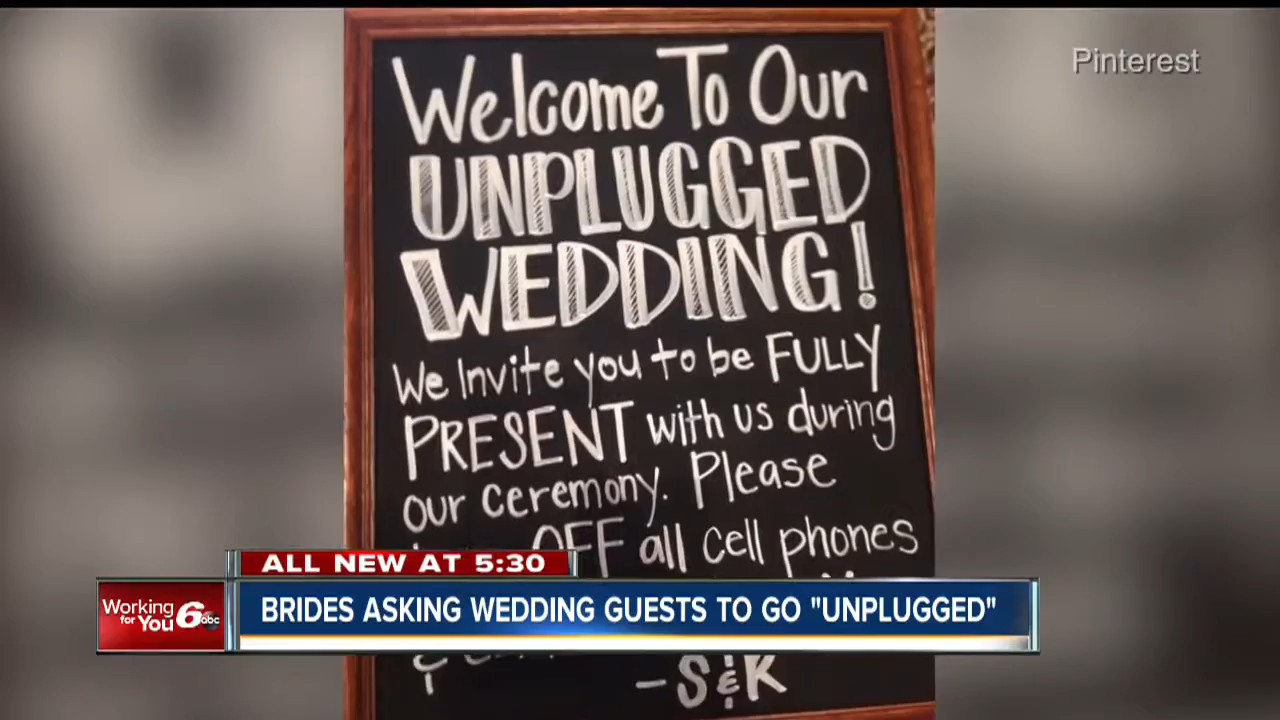 Pinterest
Welcome To Our
UNPLUGGED
WEDDING!
We Invite you to be FULLY
PRESENT with us during
our ceremony. Please
OFF all cell phones
&
- S&K
ALL NEW AT 5:30
Working
for
You 6 abc
BRIDES ASKING WEDDING GUESTS TO GO "UNPLUGGED"